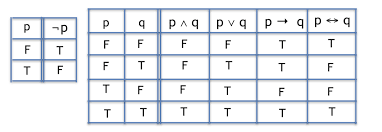 p ¬p
F T
T F
p q p ∧ q p ∨ q p → q p ↔ q
F F F F T T
F T F T T F
T F F T F F
T T T T T T